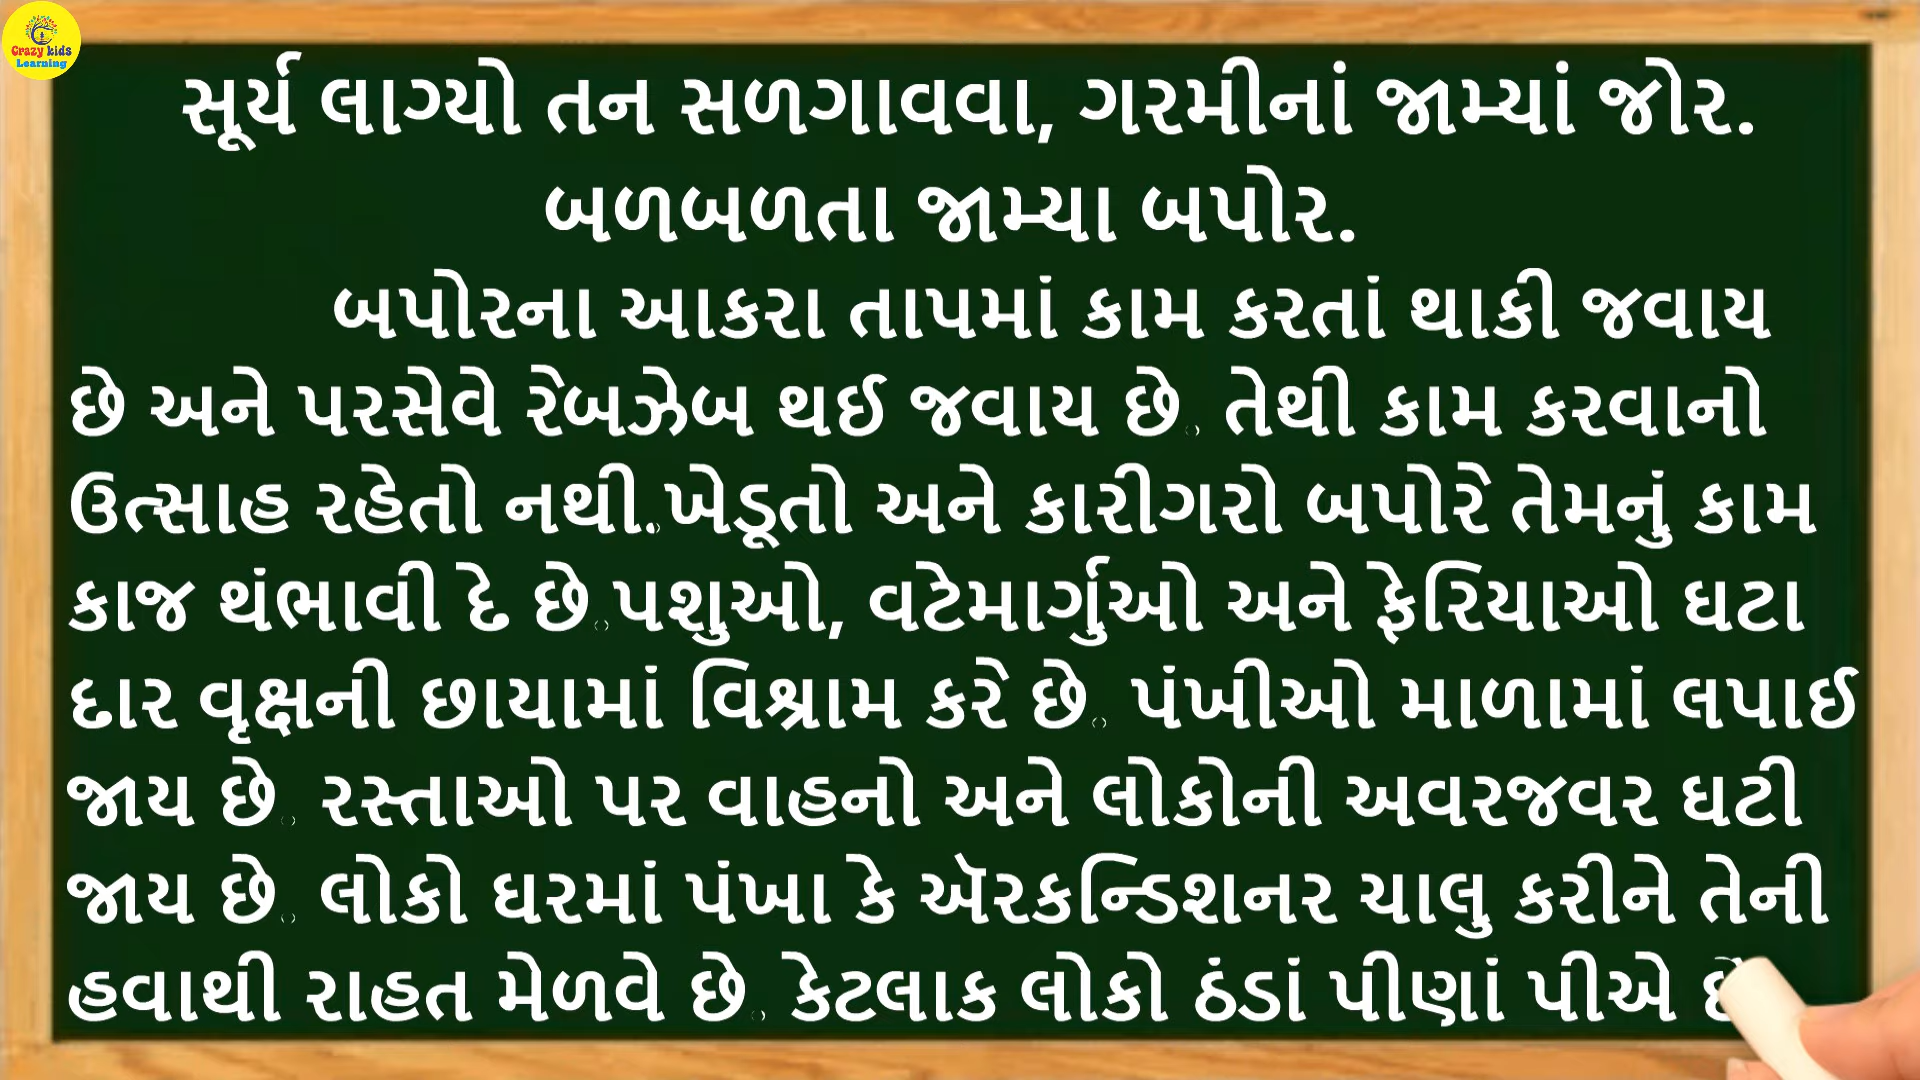 Crazy kids
Learning
સૂર્ય લાગ્યો તન સળગાવવા, ગરમીનાં જામ્યાં જોર.
બળબળતા જામ્યા બપોર.
બપોરના આકરા તાપમાં કામ કરતાં થાકી જવાય
છે અને પરસેવે રેબઝેબ થઈ જવાય છે. તેથી કામ કરવાનો
ઉત્સાહ રહેતો નથી.ખેડૂતો અને કારીગરો બપોરે તેમનું કામ
કાજ થંભાવી દે છે.પશુઓ, વટેમાર્ગુઓ અને ફેરિયાઓ ઘટા
દાર વૃક્ષની છાયામાં વિશ્રામ કરે છે. પંખીઓ માળામાં લપાઈ
જાય છે. રસ્તાઓ પર વાહનો અને લોકોની અવરજવર ઘટી
જાય છે. લોકો ઘરમાં પંખા કે ઍરકન્ડિશનર ચાલુ કરીને તેની
હવાથી રાહત મેળવે છે. કેટલાક લોકો ઠંડાં પીણાં પીએ